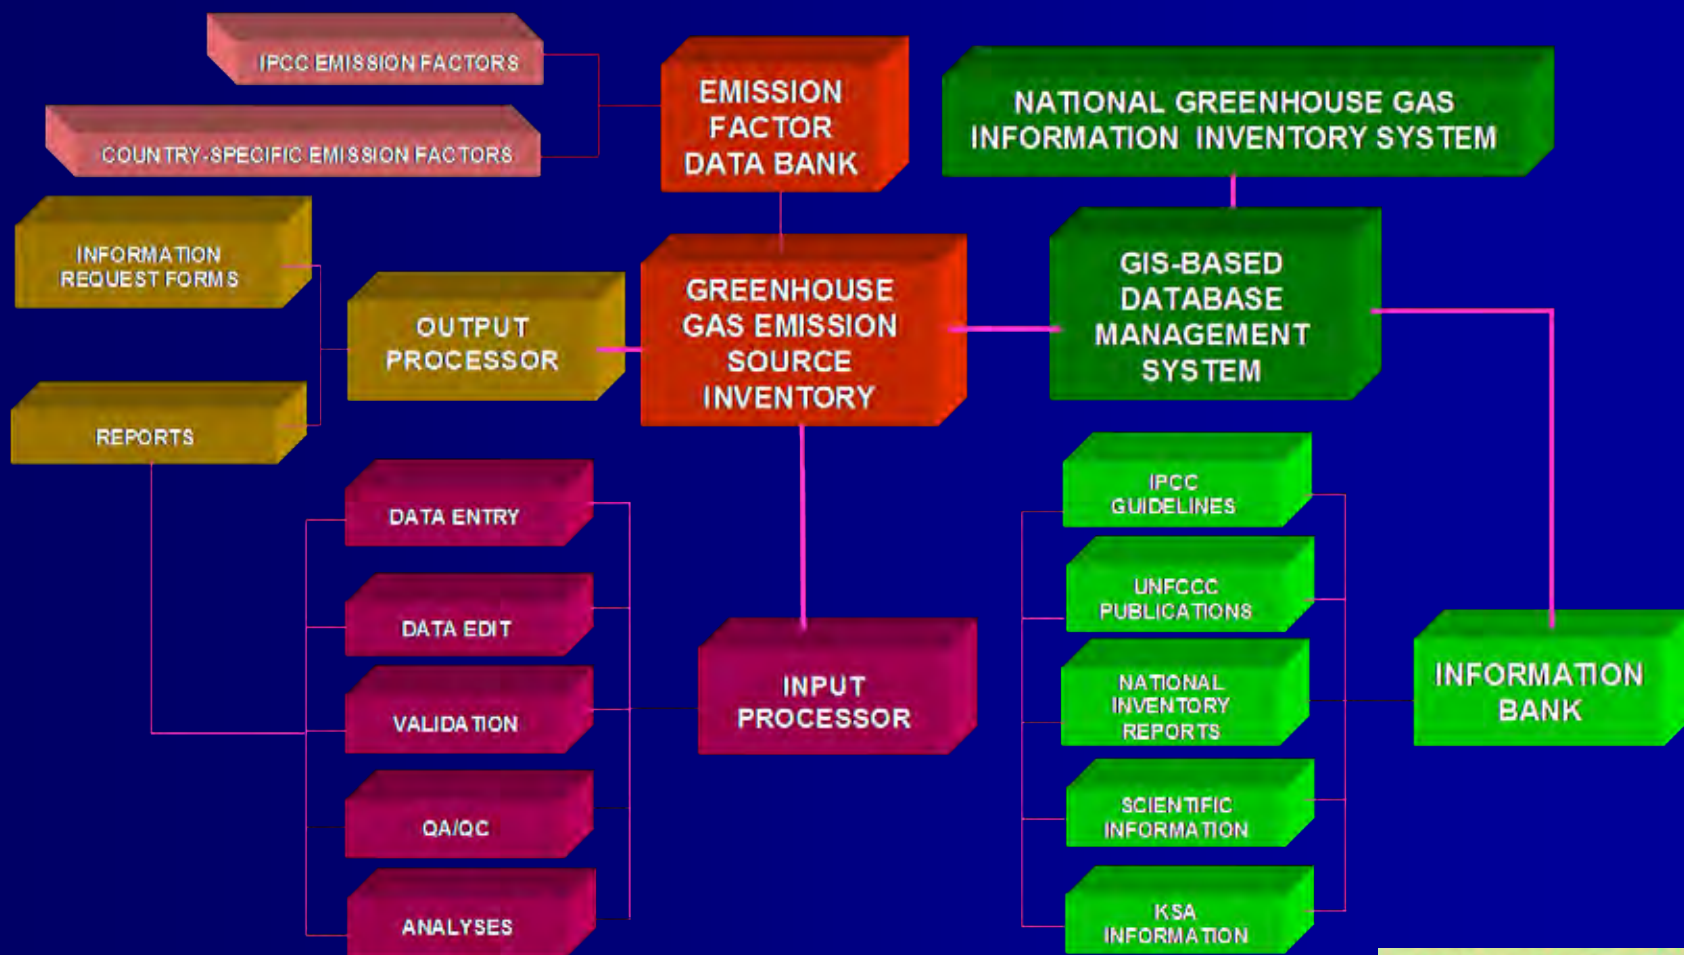 IPCC EMISSION FACTORS
COUNTRY-SPECIFIC EMISSION FACTORS
EMISSION
FACTOR
DATA BANK
NATIONAL GREENHOUSE GAS
INFORMATION INVENTORY SYSTEM
INFORMATION
REQUEST FORMS
OUTPUT
PROCESSOR
GREENHOUSE
GAS EMISSION
SOURCE
INVENTORY
GIS-BASED
DATABASE
MANAGEMENT
SYSTEM
REPORTS
DATA ENTRY
DATA EDIT
VALIDATION
QA/QC
ANALYSES
INPUT
PROCESSOR
IPCC
GUIDELINES
UNFCCC
PUBLICATIONS
NATIONAL
INVENTORY
REPORTS
SCIENTIFIC
INFORMATION
KSA
INFORMATION
INFORMATION
BANK